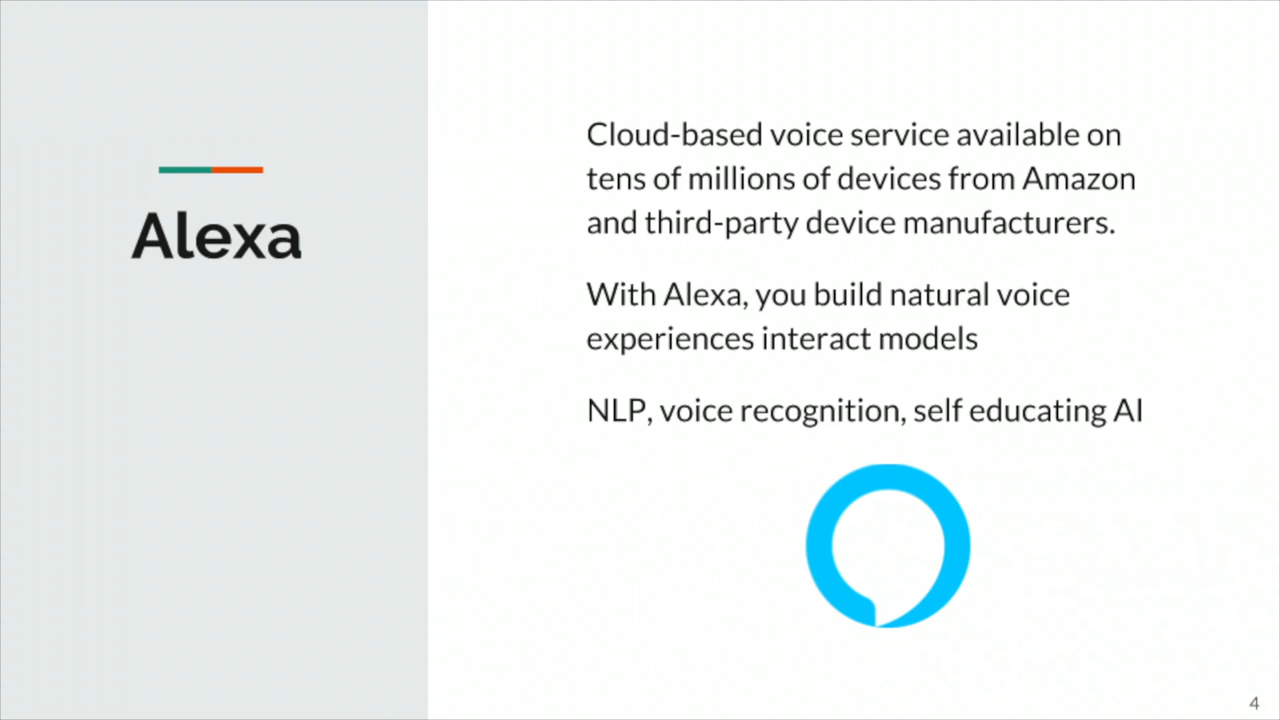 Alexa
Cloud-based voice service available on
tens of millions of devices from Amazon
and third-party device manufacturers.
With Alexa, you build natural voice
experiences interact models
NLP, voice recognition, self educating AI
4